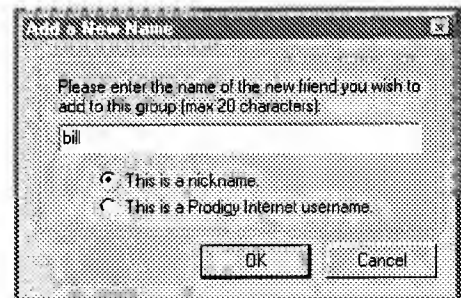 Add a New Name
Please enter the name of the new friend you wish to
add to this group (max 20 characters):
bill
This is a nickname.
This is a Prodigy Internet username.
OK
Cancel